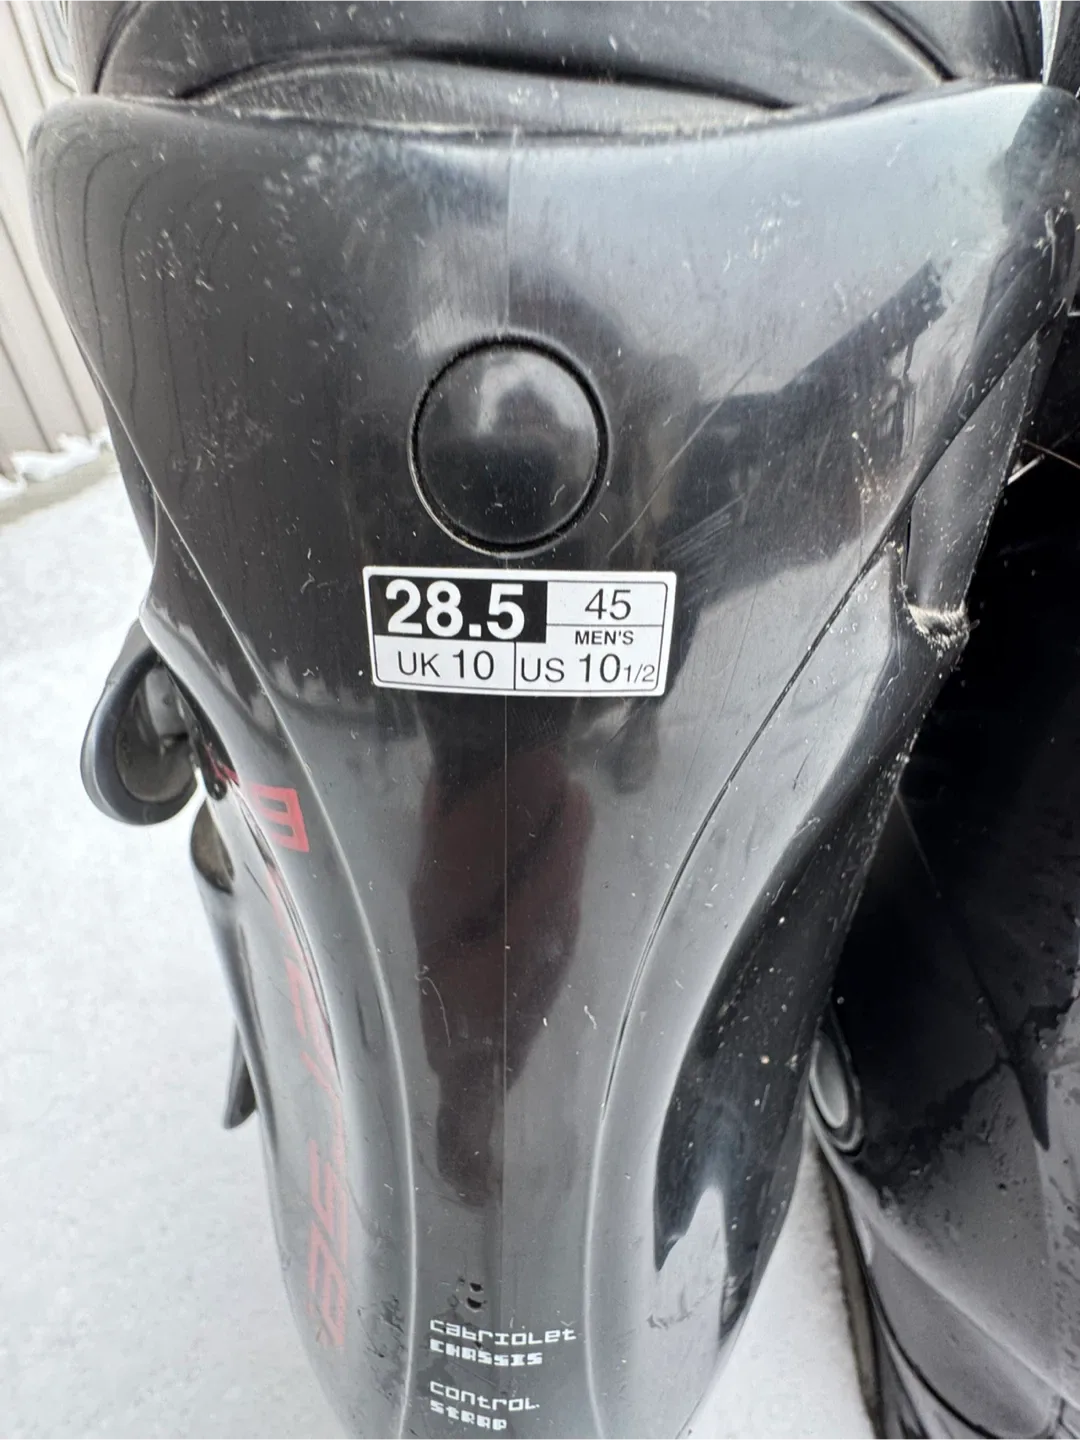 28.5 45
MEN'S
UK 10 US 10 1/2
cabriolet
CHASSIS
control
strap